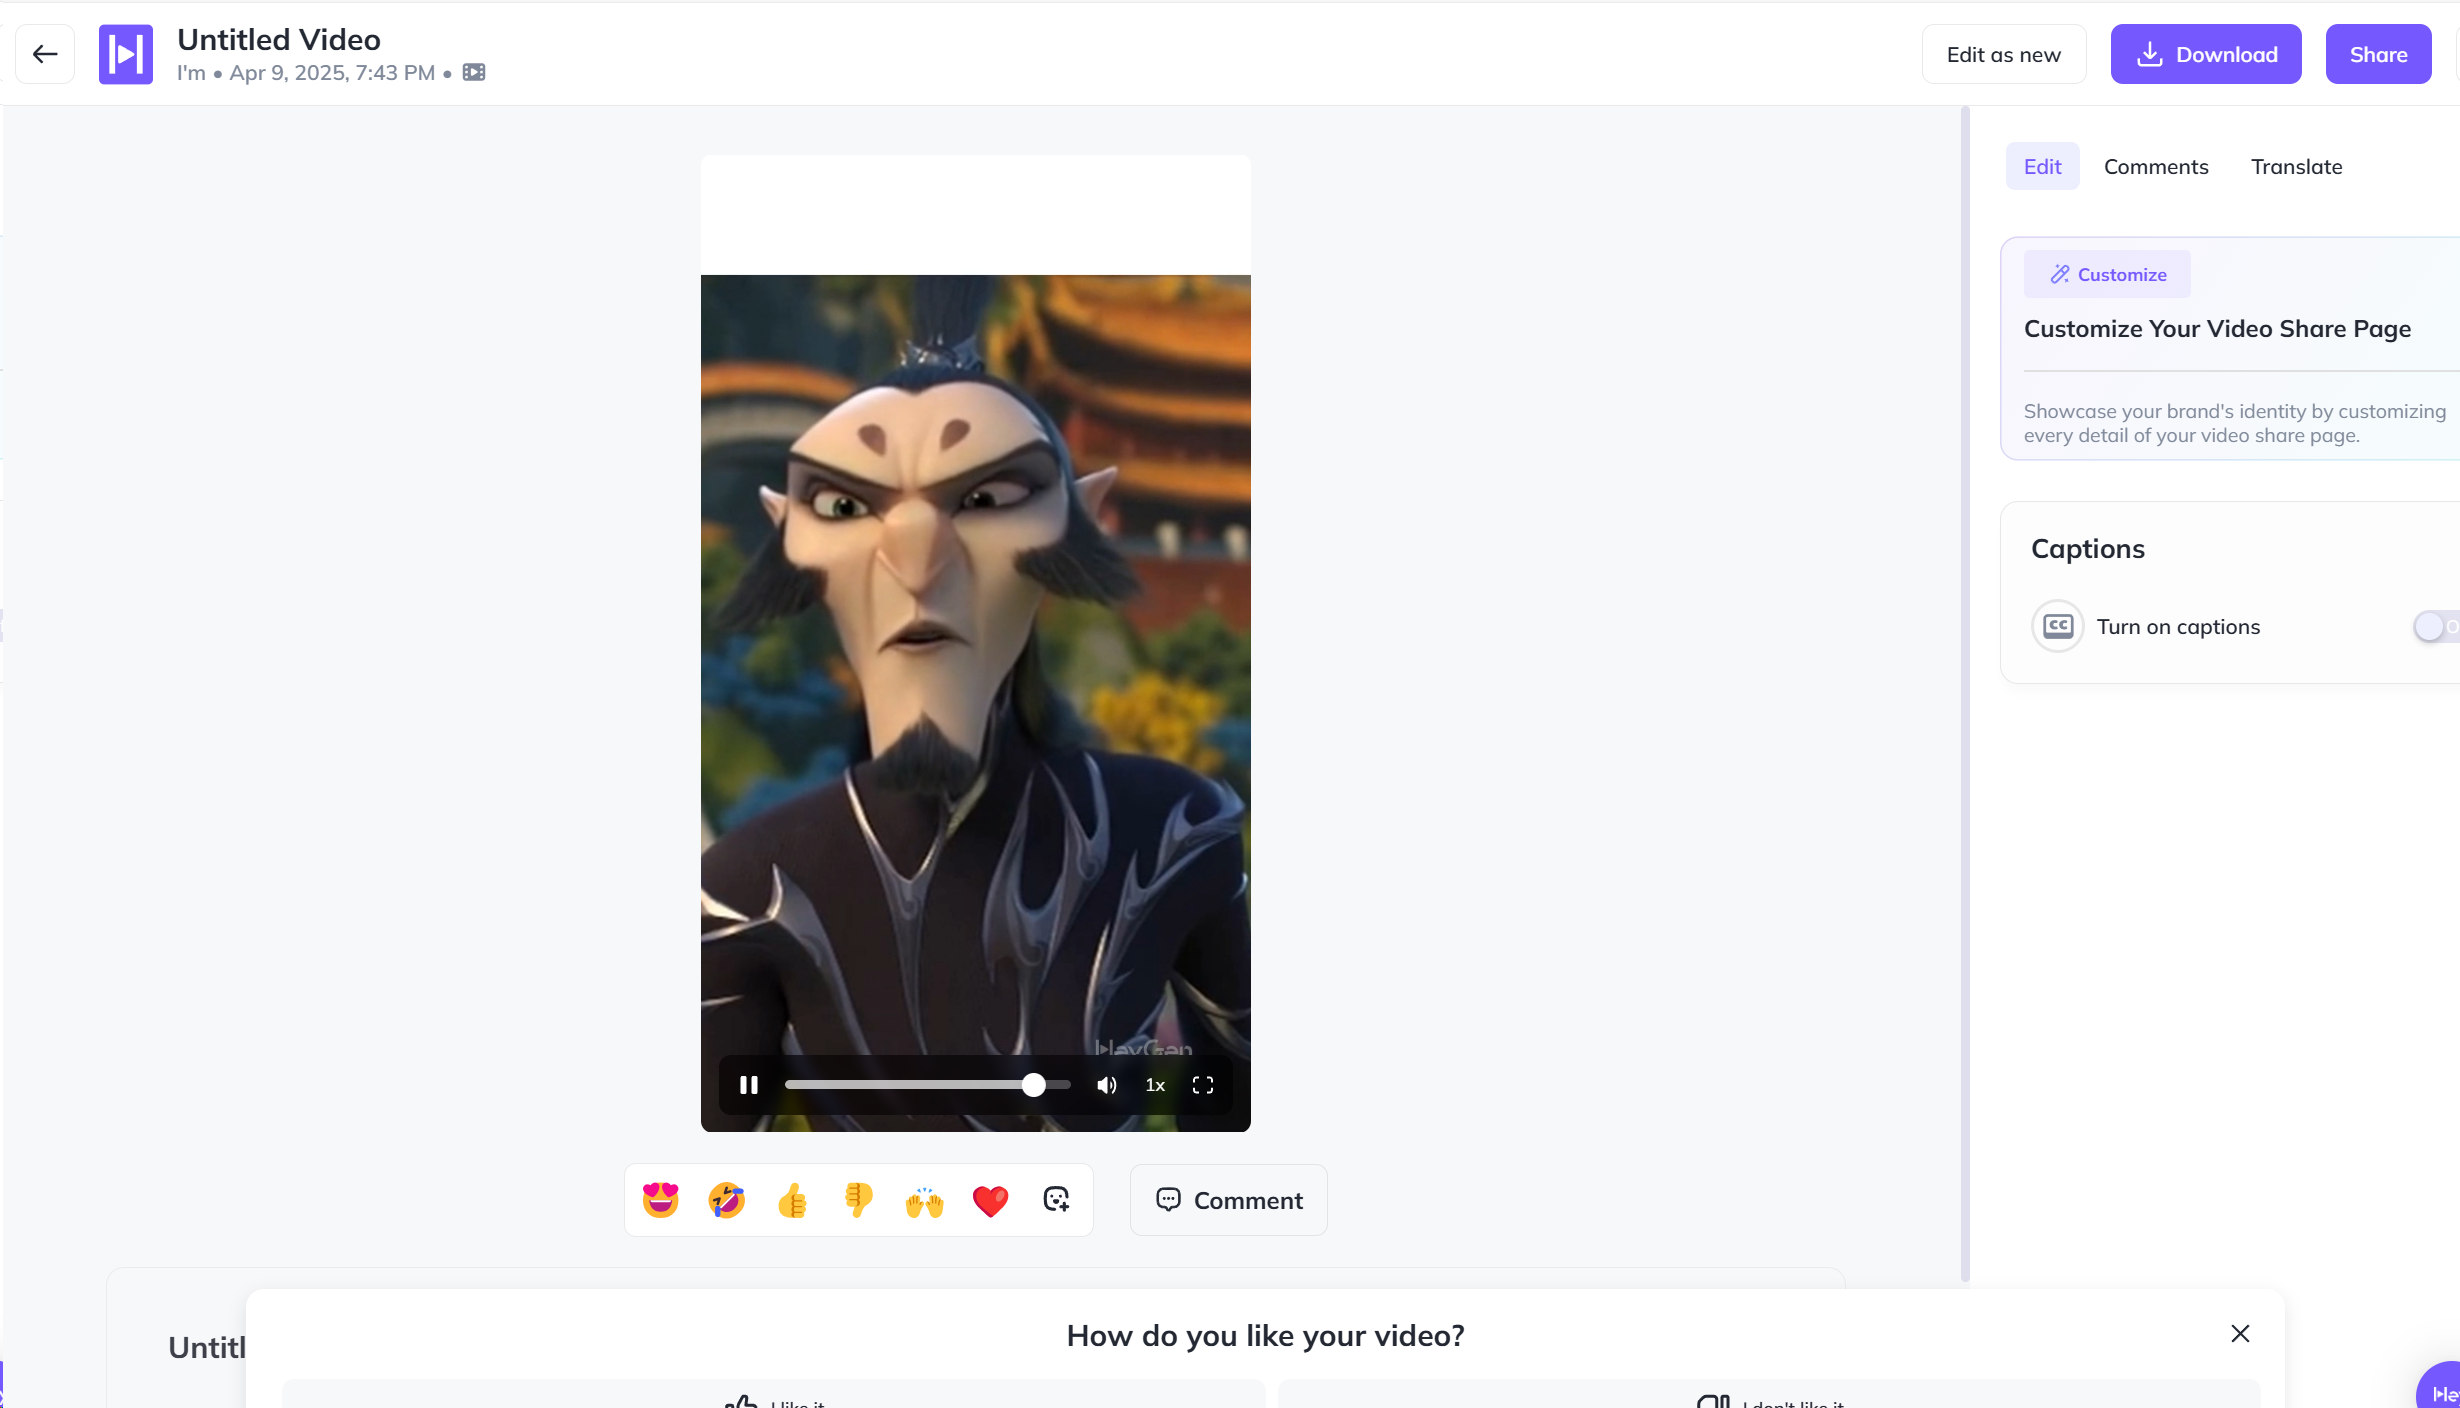 Untitled Video
I'm • Apr 9, 2025, 7:43 PM •
Edit as new
Download
Share
Edit
Comments
Translate
Customize
Customize Your Video Share Page
Showcase your brand's identity by customizing
every detail of your video share page.
Captions
CC
Turn on captions
HeyGen
1x
Comment
Untitl
How do you like your video?
I like it
I don't like it